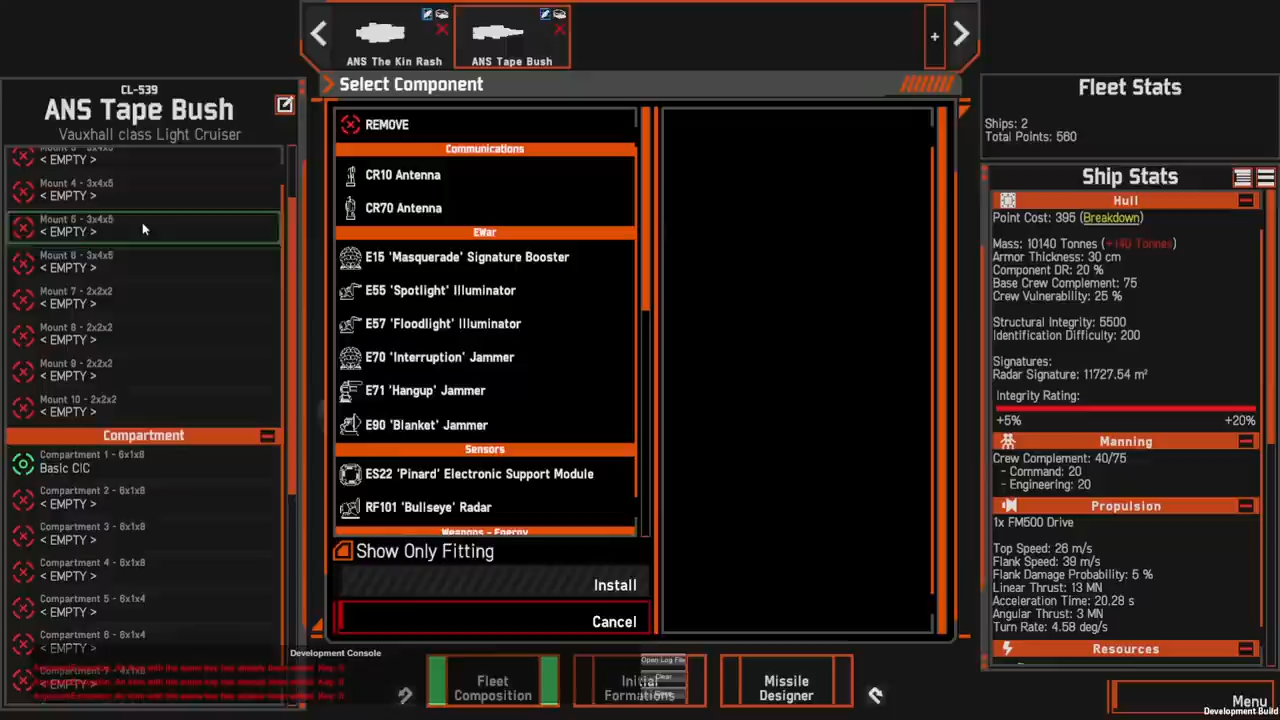 ANS The Kin Rash
ANS Tape Bush
+
CL-539
ANS Tape Bush
Vauxhall class Light Cruiser
< EMPTY >
Mount 4 - 3x4x5
< EMPTY >
Mount 5 - 3x4x5
< EMPTY >
Mount 6 - 3x4x5
< EMPTY >
Mount 7 - 2x2x2
< EMPTY >
Mount 8 - 2x2x2
< EMPTY >
Mount 9 - 2x2x2
< EMPTY >
Mount 10 - 2x2x2
< EMPTY >
Compartment
Compartment 1 - 6x1x8
Basic CIC
Compartment 2 - 6x1x8
< EMPTY >
Compartment 3 - 6x1x8
< EMPTY >
Compartment 4 - 6x1x8
< EMPTY >
Compartment 5 - 6x1x4
< EMPTY >
Compartment 6 - 6x1x4
< EMPTY >
< EMPTY >
Select Component
REMOVE
Communications
CR10 Antenna
CR70 Antenna
EWar
E15 'Masquerade' Signature Booster
E55 'Spotlight' Illuminator
E57 'Floodlight' Illuminator
E70 'Interruption' Jammer
E71 'Hangup' Jammer
E90 'Blanket' Jammer
Sensors
ES22 'Pinard' Electronic Support Module
RF101 'Bullseye' Radar
Weapons - Energy
Show Only Fitting
Install
Cancel
Fleet Stats
Ships: 2
Total Points: 560
Ship Stats
Hull
Point Cost: 395 (Breakdown)
Mass: 10140 Tonnes (+140 Tonnes)
Armor Thickness: 30 cm
Component DR: 20 %
Base Crew Complement: 75
Crew Vulnerability: 25 %
Structural Integrity: 5500
Identification Difficulty: 200
Signatures:
Radar Signature: 11727.54 m²
Integrity Rating:
+5% +20%
Manning
Crew Complement: 40/75
- Command: 20
- Engineering: 20
Propulsion
1x FM500 Drive
Top Speed: 26 m/s
Flank Speed: 39 m/s
Flank Damage Probability: 5 %
Linear Thrust: 13 MN
Acceleration Time: 20.28 s
Angular Thrust: 3 MN
Turn Rate: 4.58 deg/s
Resources
Development Console
Open Log File
Clear
Fleet Composition
Initial Formations
Missile Designer
Menu
Development Build